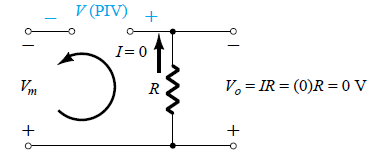 − V (PIV) +
I = 0
− −
V_m R V_o = IR = (0)R = 0 V
+ +